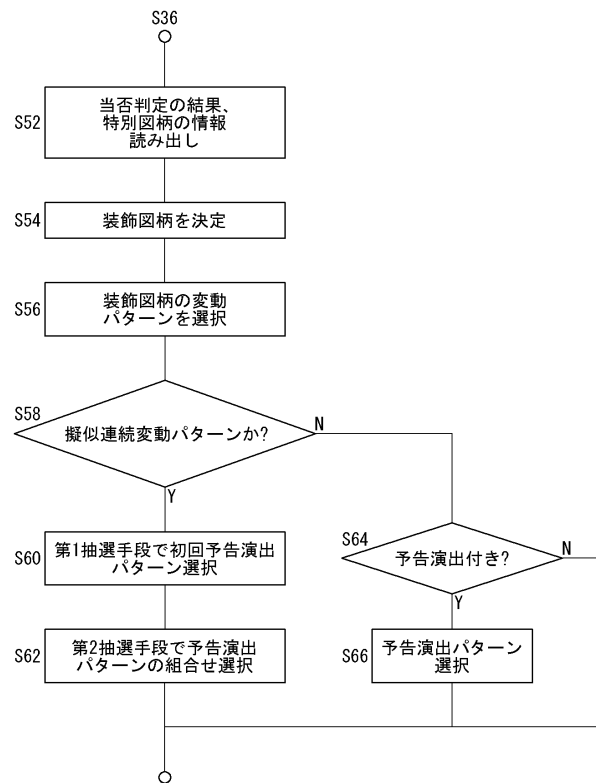 S36
S52
当否判定の結果、
特別図柄の情報
読み出し
S54
装飾図柄を決定
S56
装飾図柄の変動
パターンを選択
S58
擬似連続変動パターンか?
N
Y
S60
第1抽選手段で初回予告演出
パターン選択
S62
第2抽選手段で予告演出
パターンの組合せ選択
S64
予告演出付き?
N
Y
S66
予告演出パターン
選択